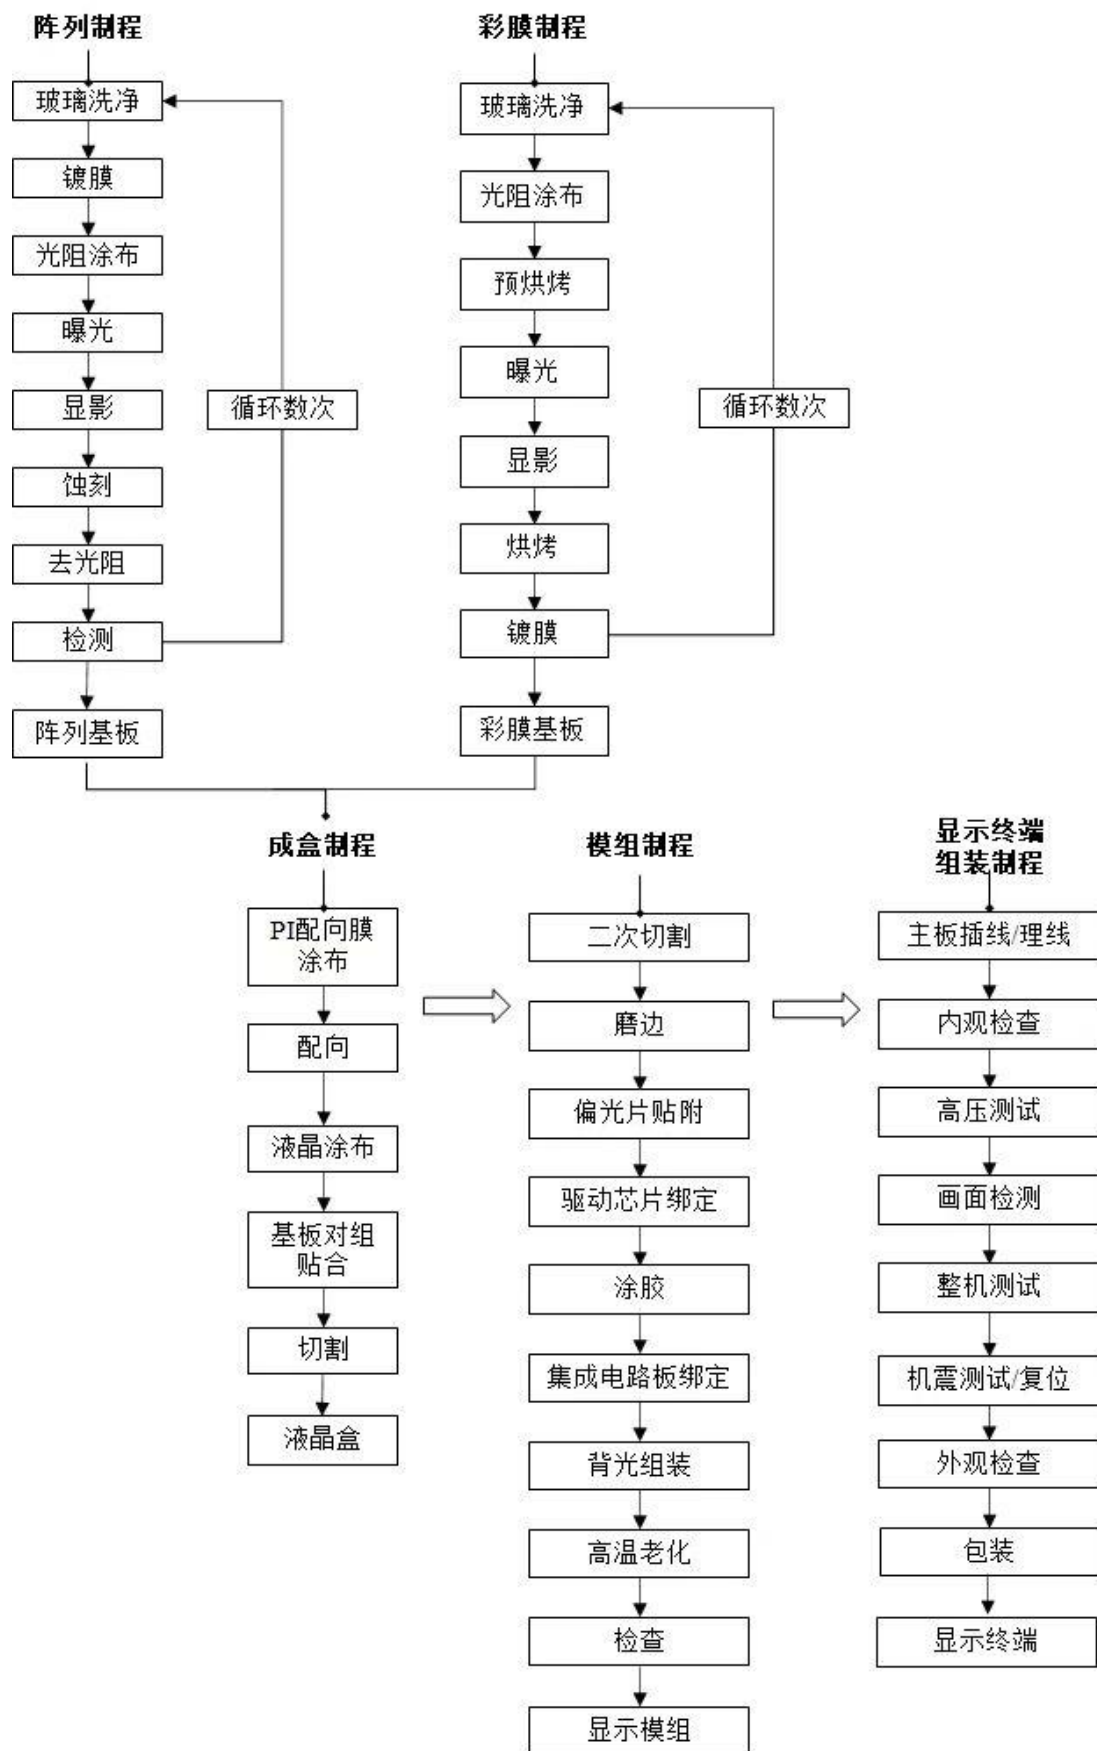 阵列制程
玻璃洗净
镀膜
光阻涂布
曝光
显影
蚀刻
去光阻
检测
阵列基板
循环数次
彩膜制程
玻璃洗净
光阻涂布
预烘烤
曝光
显影
烘烤
镀膜
彩膜基板
循环数次
成盒制程
PI配向膜
涂布
配向
液晶涂布
基板对组
贴合
切割
液晶盒
模组制程
二次切割
磨边
偏光片贴附
驱动芯片绑定
涂胶
集成电路板绑定
背光组装
高温老化
检查
显示模组
显示终端
组装制程
主板插线/理线
内观检查
高压测试
画面检测
整机测试
机震测试/复位
外观检查
包装
显示终端